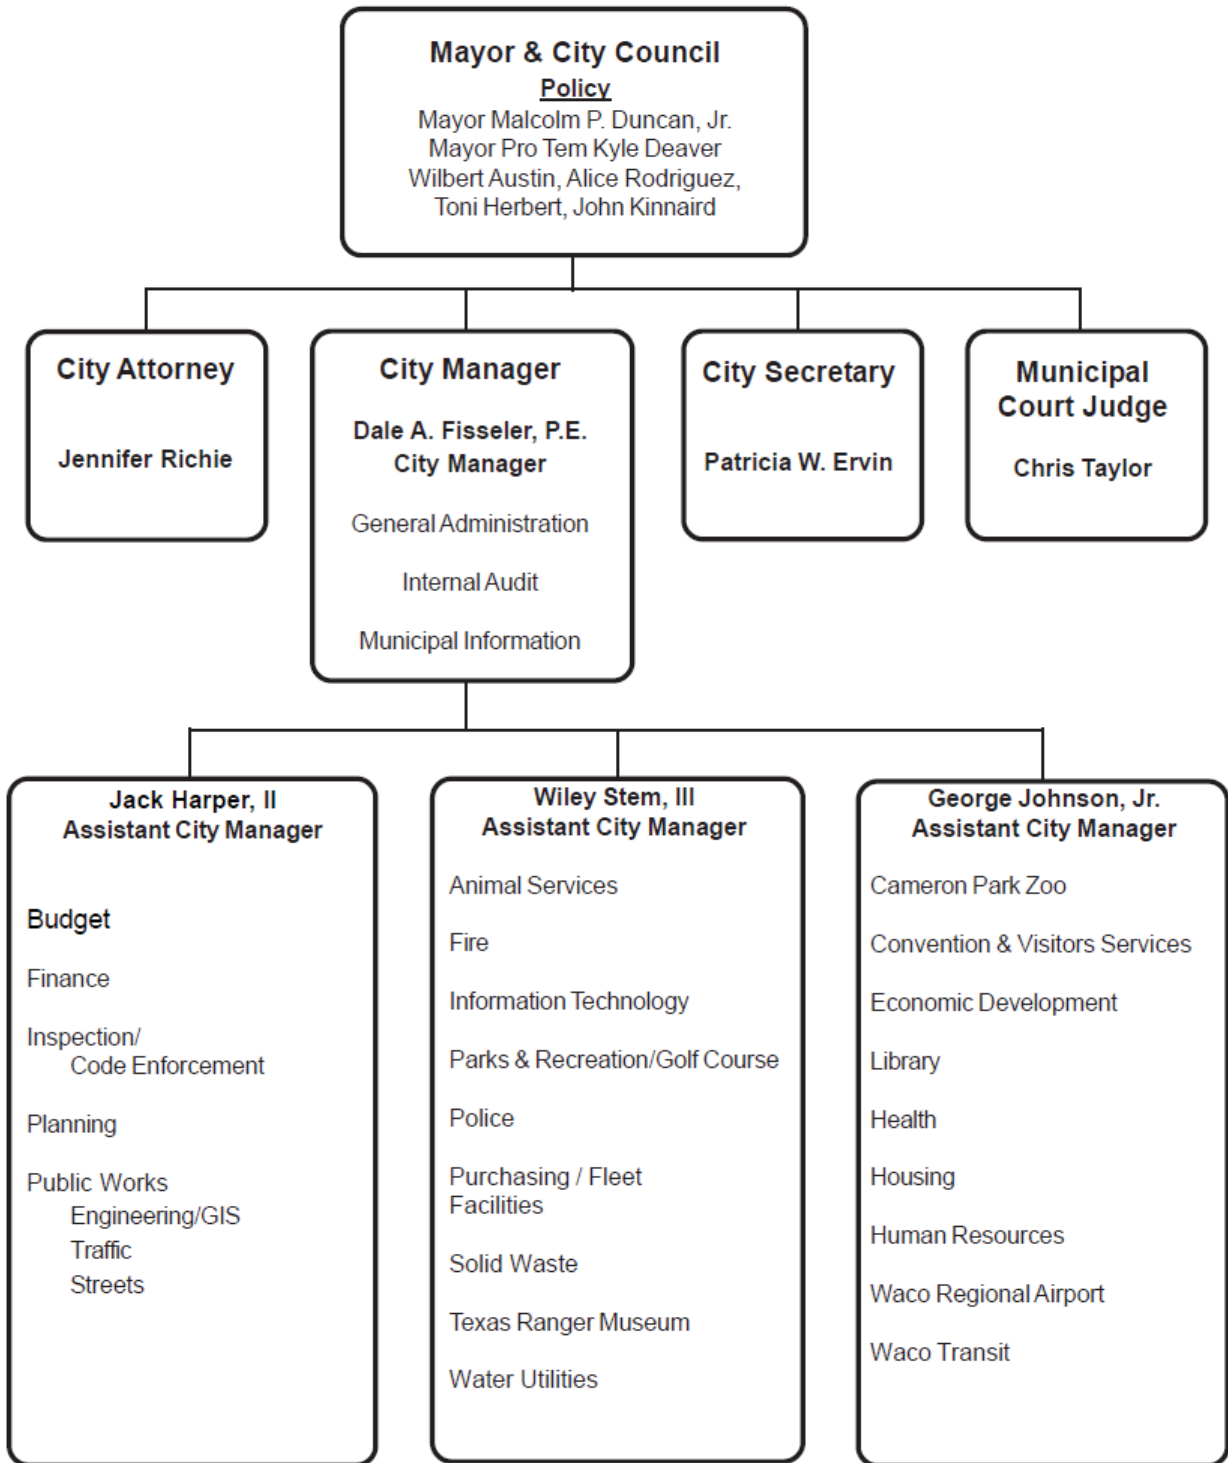 Mayor & City Council
Policy
Mayor Malcolm P. Duncan, Jr.
Mayor Pro Tem Kyle Deaver
Wilbert Austin, Alice Rodriguez,
Toni Herbert, John Kinnaird
City Attorney
Jennifer Richie
City Manager
Dale A. Fisseler, P.E.
City Manager
General Administration
Internal Audit
Municipal Information
City Secretary
Patricia W. Ervin
Municipal
Court Judge
Chris Taylor
Jack Harper, II
Assistant City Manager
Budget
Finance
Inspection/
Code Enforcement
Planning
Public Works
Engineering/GIS
Traffic
Streets
Wiley Stem, III
Assistant City Manager
Animal Services
Fire
Information Technology
Parks & Recreation/Golf Course
Police
Purchasing / Fleet
Facilities
Solid Waste
Texas Ranger Museum
Water Utilities
George Johnson, Jr.
Assistant City Manager
Cameron Park Zoo
Convention & Visitors Services
Economic Development
Library
Health
Housing
Human Resources
Waco Regional Airport
Waco Transit